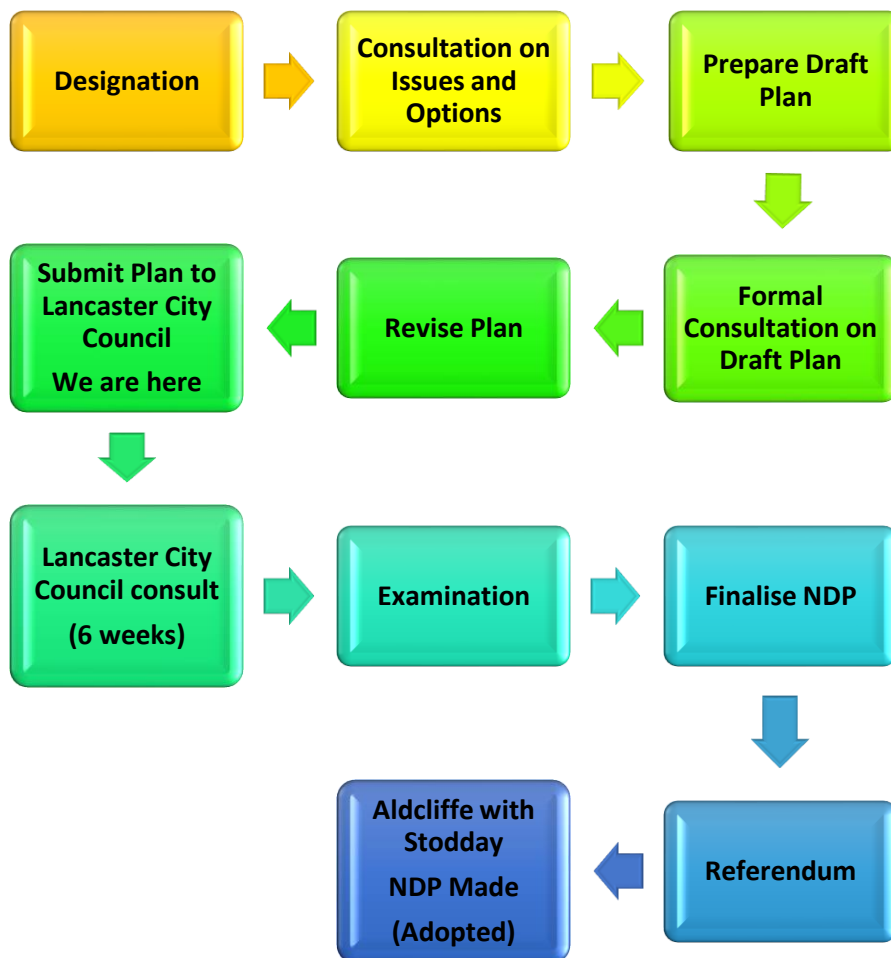 Designation
Consultation on
Issues and
Options
Prepare Draft
Plan
Formal
Consultation on
Draft Plan
Revise Plan
Submit Plan to
Lancaster City
Council
We are here
Lancaster City
Council consult
(6 weeks)
Examination
Finalise NDP
Referendum
Aldcliffe with
Stodday
NDP Made
(Adopted)